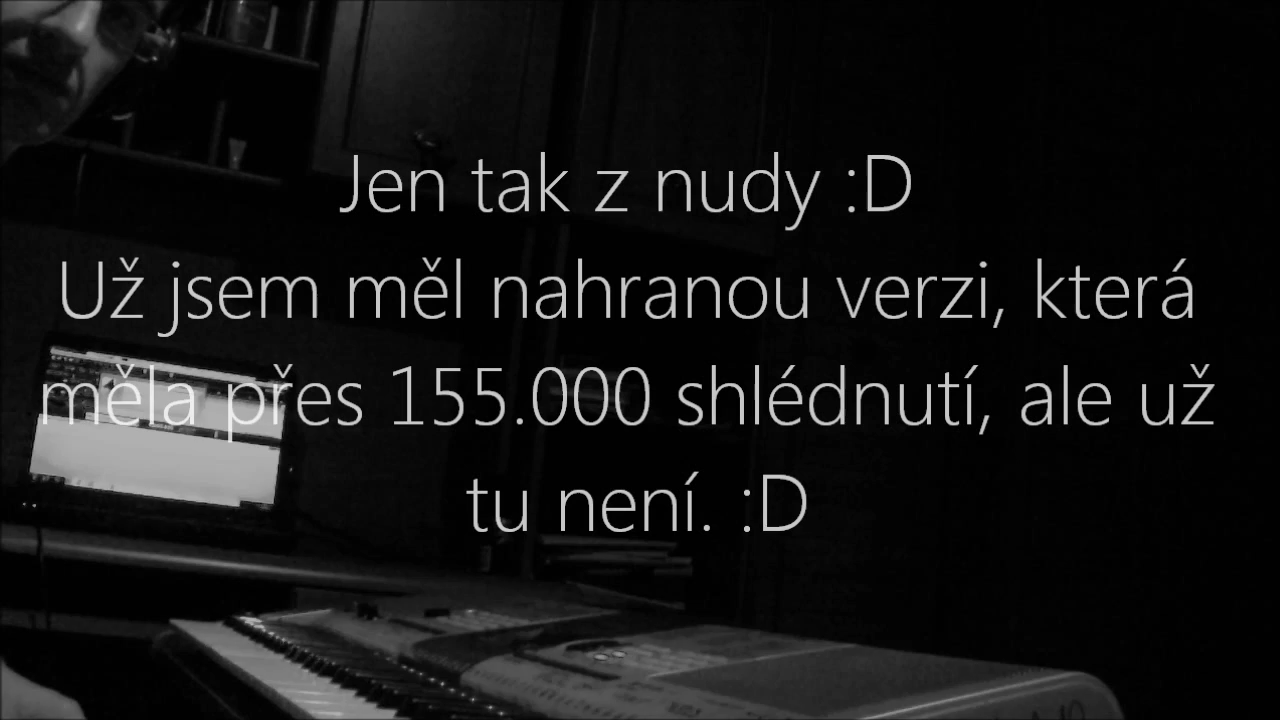 Jen tak z nudy :D
Už jsem měl nahranou verzi, která
měla přes 155.000 shlédnutí, ale už
tu není. :D